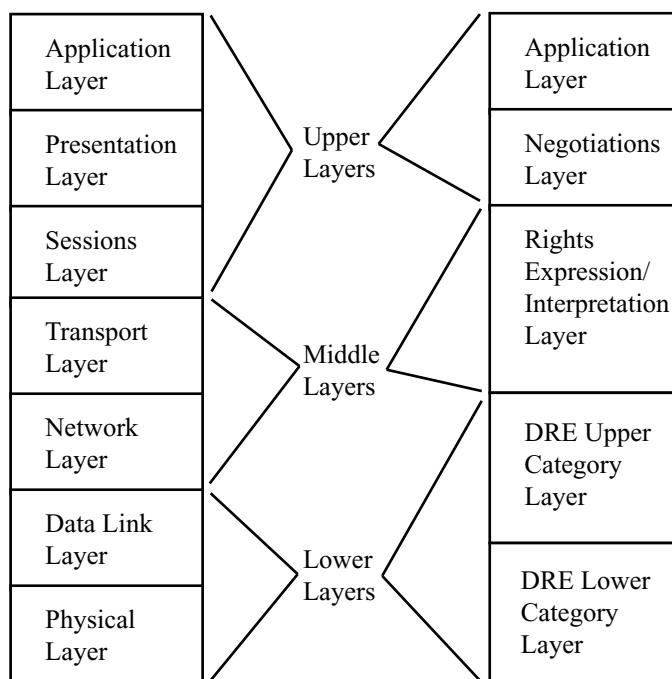 Application
Layer
Presentation
Layer
Sessions
Layer
Transport
Layer
Network
Layer
Data Link
Layer
Physical
Layer
Upper
Layers
Middle
Layers
Lower
Layers
Application
Layer
Negotiations
Layer
Rights
Expression/
Interpretation
Layer
DRE Upper
Category
Layer
DRE Lower
Category
Layer